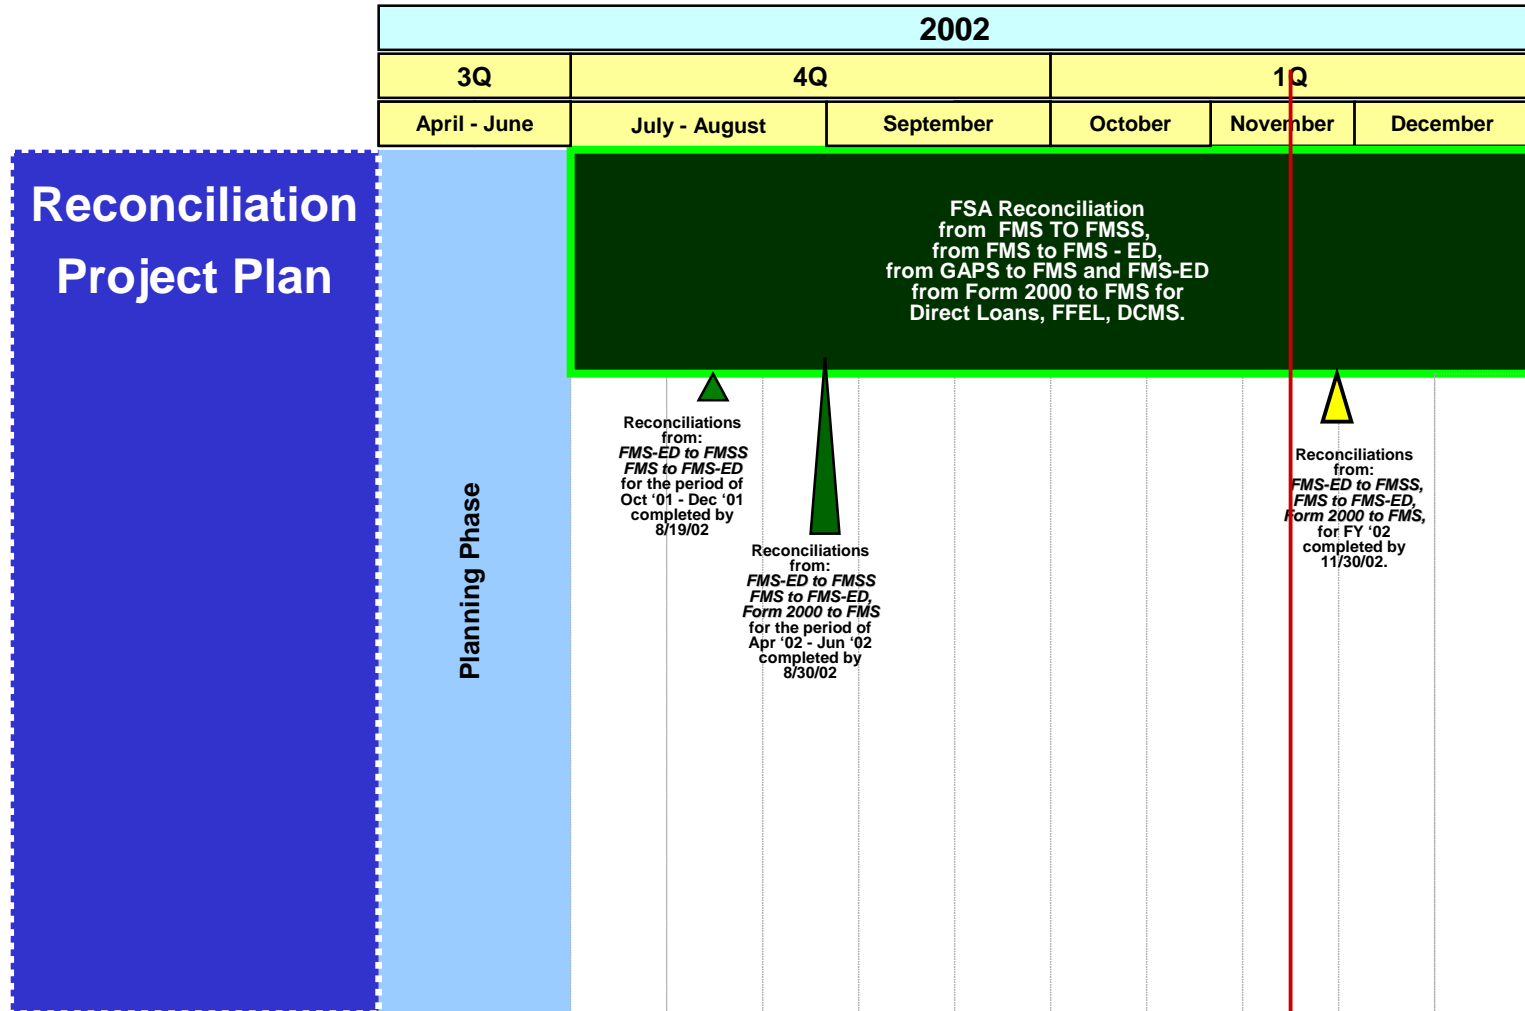 2002
3Q
4Q
1Q
April - June
July - August
September
October
November
December
Reconciliation
Project Plan
FSA Reconciliation
from  FMS TO FMSS,
from FMS to FMS - ED,
from GAPS to FMS and FMS-ED
from Form 2000 to FMS for
Direct Loans, FFEL, DCMS.
Planning Phase
Reconciliations
from:
FMS-ED to FMSS
FMS to FMS-ED
for the period of
Oct ‘01 - Dec ‘01
completed by
8/19/02
Reconciliations
from:
FMS-ED to FMSS
FMS to FMS-ED,
Form 2000 to FMS
for the period of
Apr ‘02 - Jun ‘02
completed by
8/30/02
Reconciliations
from:
FMS-ED to FMSS,
FMS to FMS-ED,
Form 2000 to FMS,
for FY ‘02
completed by
11/30/02.